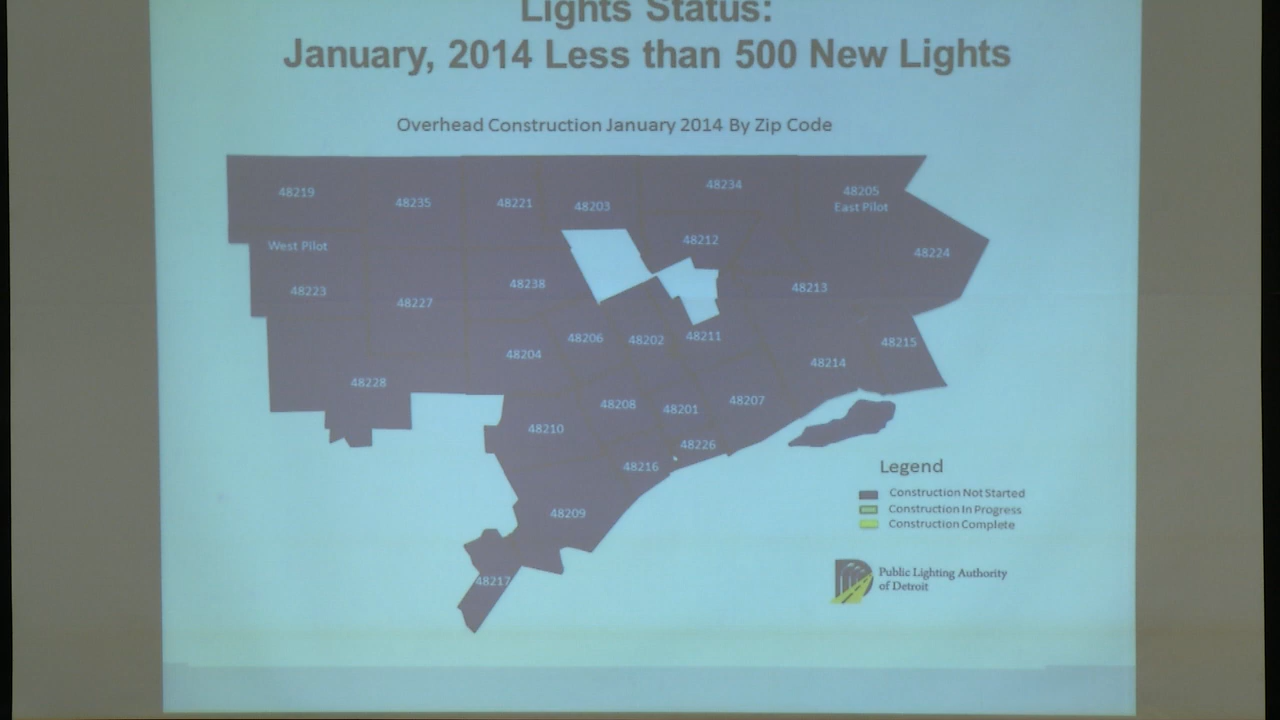 Lights Status:
January, 2014 Less than 500 New Lights
Overhead Construction January 2014 By Zip Code
48219
48235
48221
48203
48234
48205
East Pilot
48212
West Pilot
48224
48223
48227
48238
48213
48206
48202
48211
48215
48204
48214
48228
48208
48201
48207
48210
48226
48216
48209
48217
Legend
Construction Not Started
Construction In Progress
Construction Complete
Public Lighting Authority
of Detroit